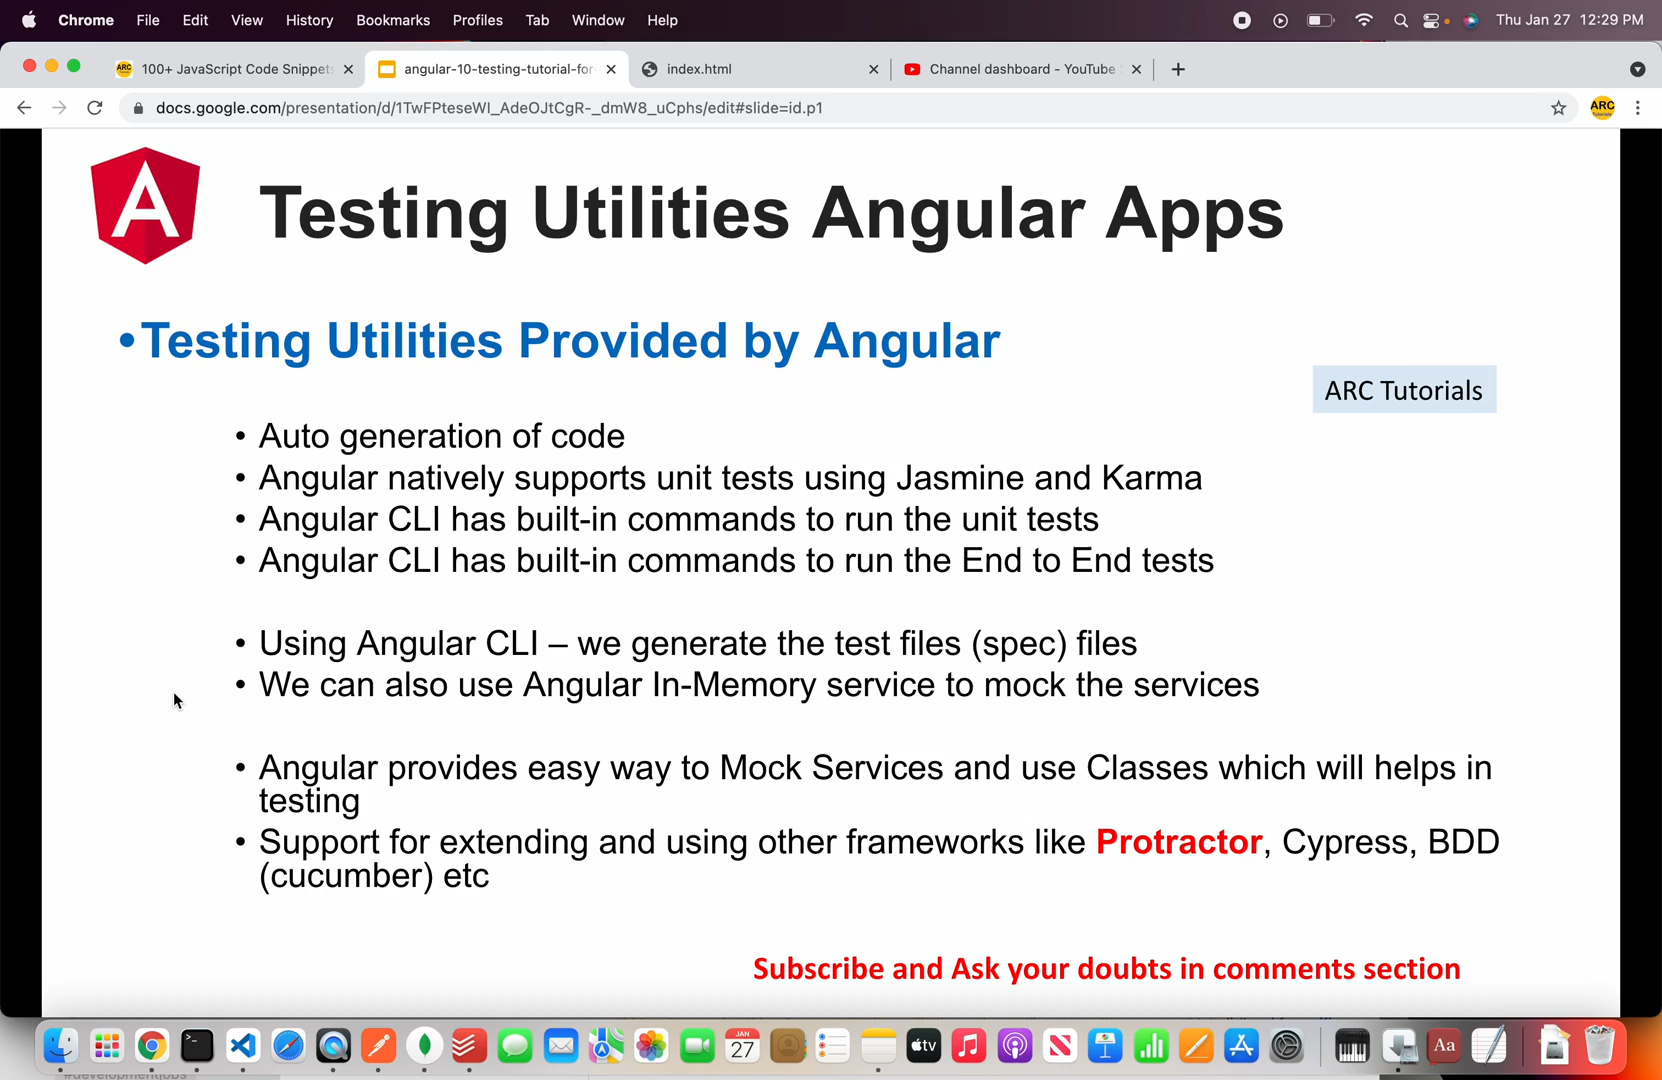 Chrome File Edit View History Bookmarks Profiles Tab Window Help Thu Jan 27 12:29 PM
100+ JavaScript Code Snippets angular-10-testing-tutorial-for- index.html Channel dashboard - YouTube
docs.google.com/presentation/d/1TwFPteseWI_AdeOJtCgR-_dmW8_uCphs/edit#slide=id.p1
Testing Utilities Angular Apps
•Testing Utilities Provided by Angular
ARC Tutorials
• Auto generation of code
• Angular natively supports unit tests using Jasmine and Karma
• Angular CLI has built-in commands to run the unit tests
• Angular CLI has built-in commands to run the End to End tests
• Using Angular CLI – we generate the test files (spec) files
• We can also use Angular In-Memory service to mock the services
• Angular provides easy way to Mock Services and use Classes which will helps in
testing
• Support for extending and using other frameworks like Protractor, Cypress, BDD
(cucumber) etc
Subscribe and Ask your doubts in comments section
JAN
27
tv
Aa
#developmentjobs